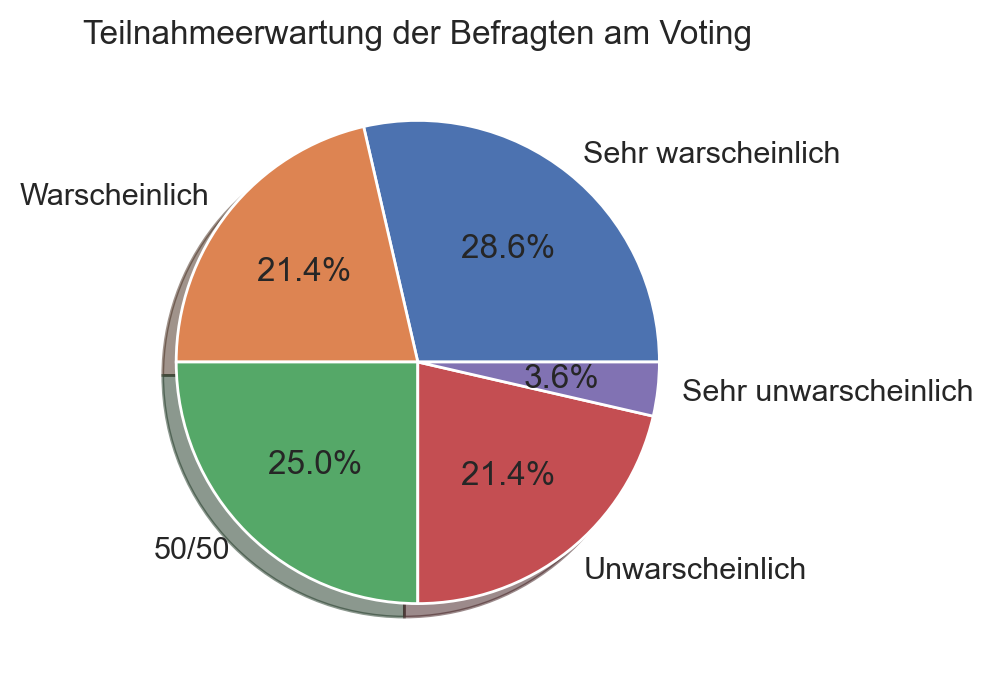 Teilnahmeerwartung der Befragten am Voting
Sehr warscheinlich
Warscheinlich
28.6%
21.4%
3.6%
Sehr unwarscheinlich
25.0%
21.4%
50/50
Unwarscheinlich